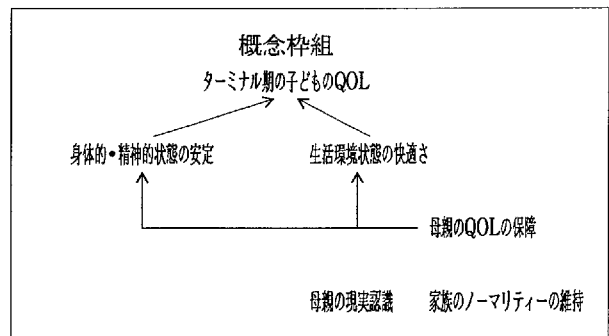 概念枠組
ターミナル期の子どものQOL
身体的・精神的状態の安定　生活環境状態の快適さ
母親のQOLの保障
母親の現実認識　家族のノーマリティーの維持